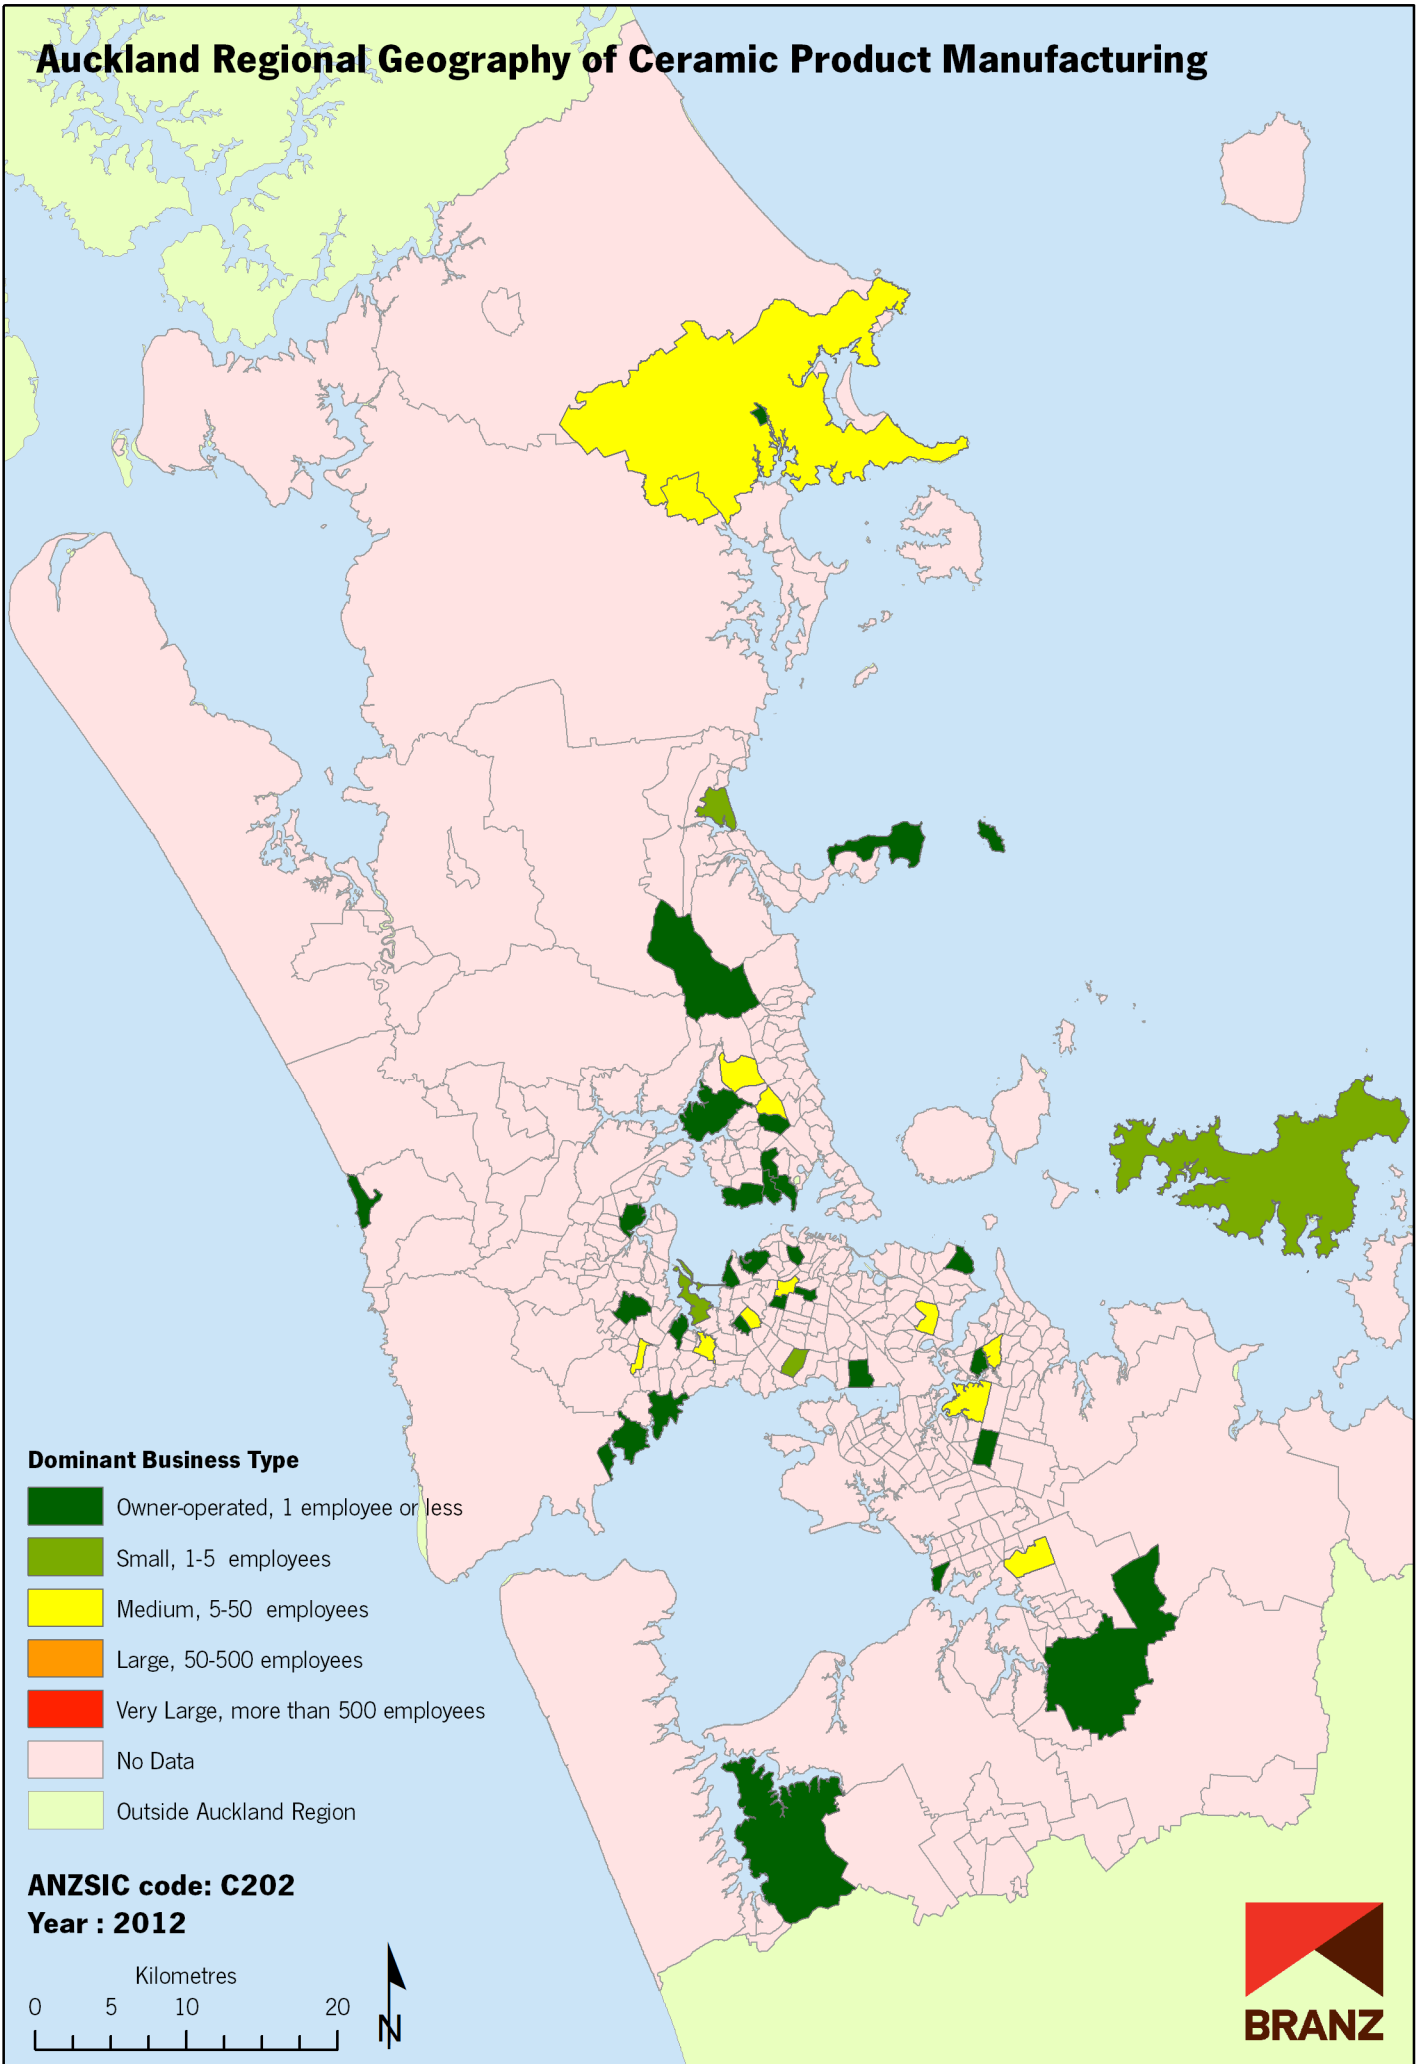 Auckland Regional Geography of Ceramic Product Manufacturing
Dominant Business Type
Owner-operated, 1 employee or less
Small, 1-5 employees
Medium, 5-50 employees
Large, 50-500 employees
Very Large, more than 500 employees
No Data
Outside Auckland Region
ANZSIC code: C202
Year : 2012
Kilometres
0 5 10 20
N
BRANZ